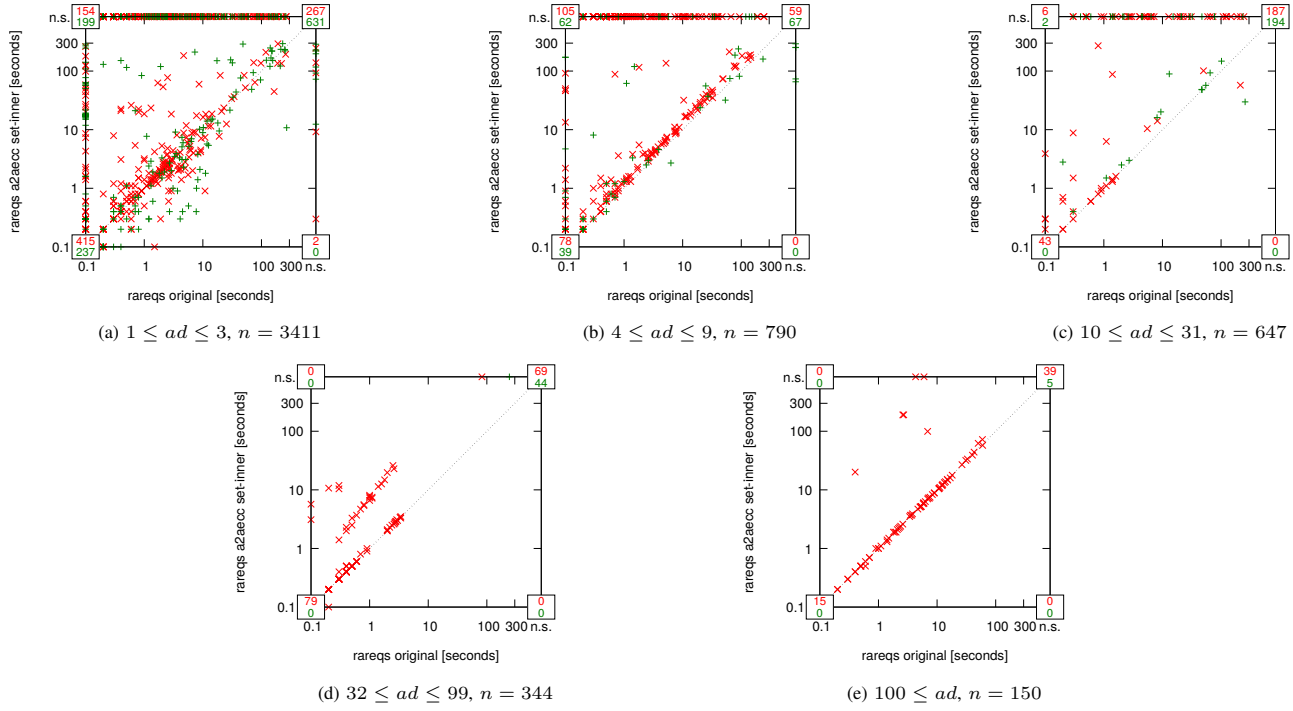 154 267
199 631
n.s.
300
100
10
1
0.1
415 2
237 0
0.1 1 10 100 300 n.s.
rareqs a2aecc set-inner [seconds]
rareqs original [seconds]
(a) 1 ≤ ad ≤ 3, n = 3411
105 59
62 67
n.s.
300
100
10
1
0.1
78 0
39 0
0.1 1 10 100 300 n.s.
rareqs a2aecc set-inner [seconds]
rareqs original [seconds]
(b) 4 ≤ ad ≤ 9, n = 790
6 187
2 194
n.s.
300
100
10
1
0.1
43 0
0 0
0.1 1 10 100 300 n.s.
rareqs a2aecc set-inner [seconds]
rareqs original [seconds]
(c) 10 ≤ ad ≤ 31, n = 647
0 69
0 44
n.s.
300
100
10
1
0.1
79 0
0 0
0.1 1 10 100 300 n.s.
rareqs a2aecc set-inner [seconds]
rareqs original [seconds]
(d) 32 ≤ ad ≤ 99, n = 344
0 39
0 5
n.s.
300
100
10
1
0.1
15 0
0 0
0.1 1 10 100 300 n.s.
rareqs a2aecc set-inner [seconds]
rareqs original [seconds]
(e) 100 ≤ ad, n = 150